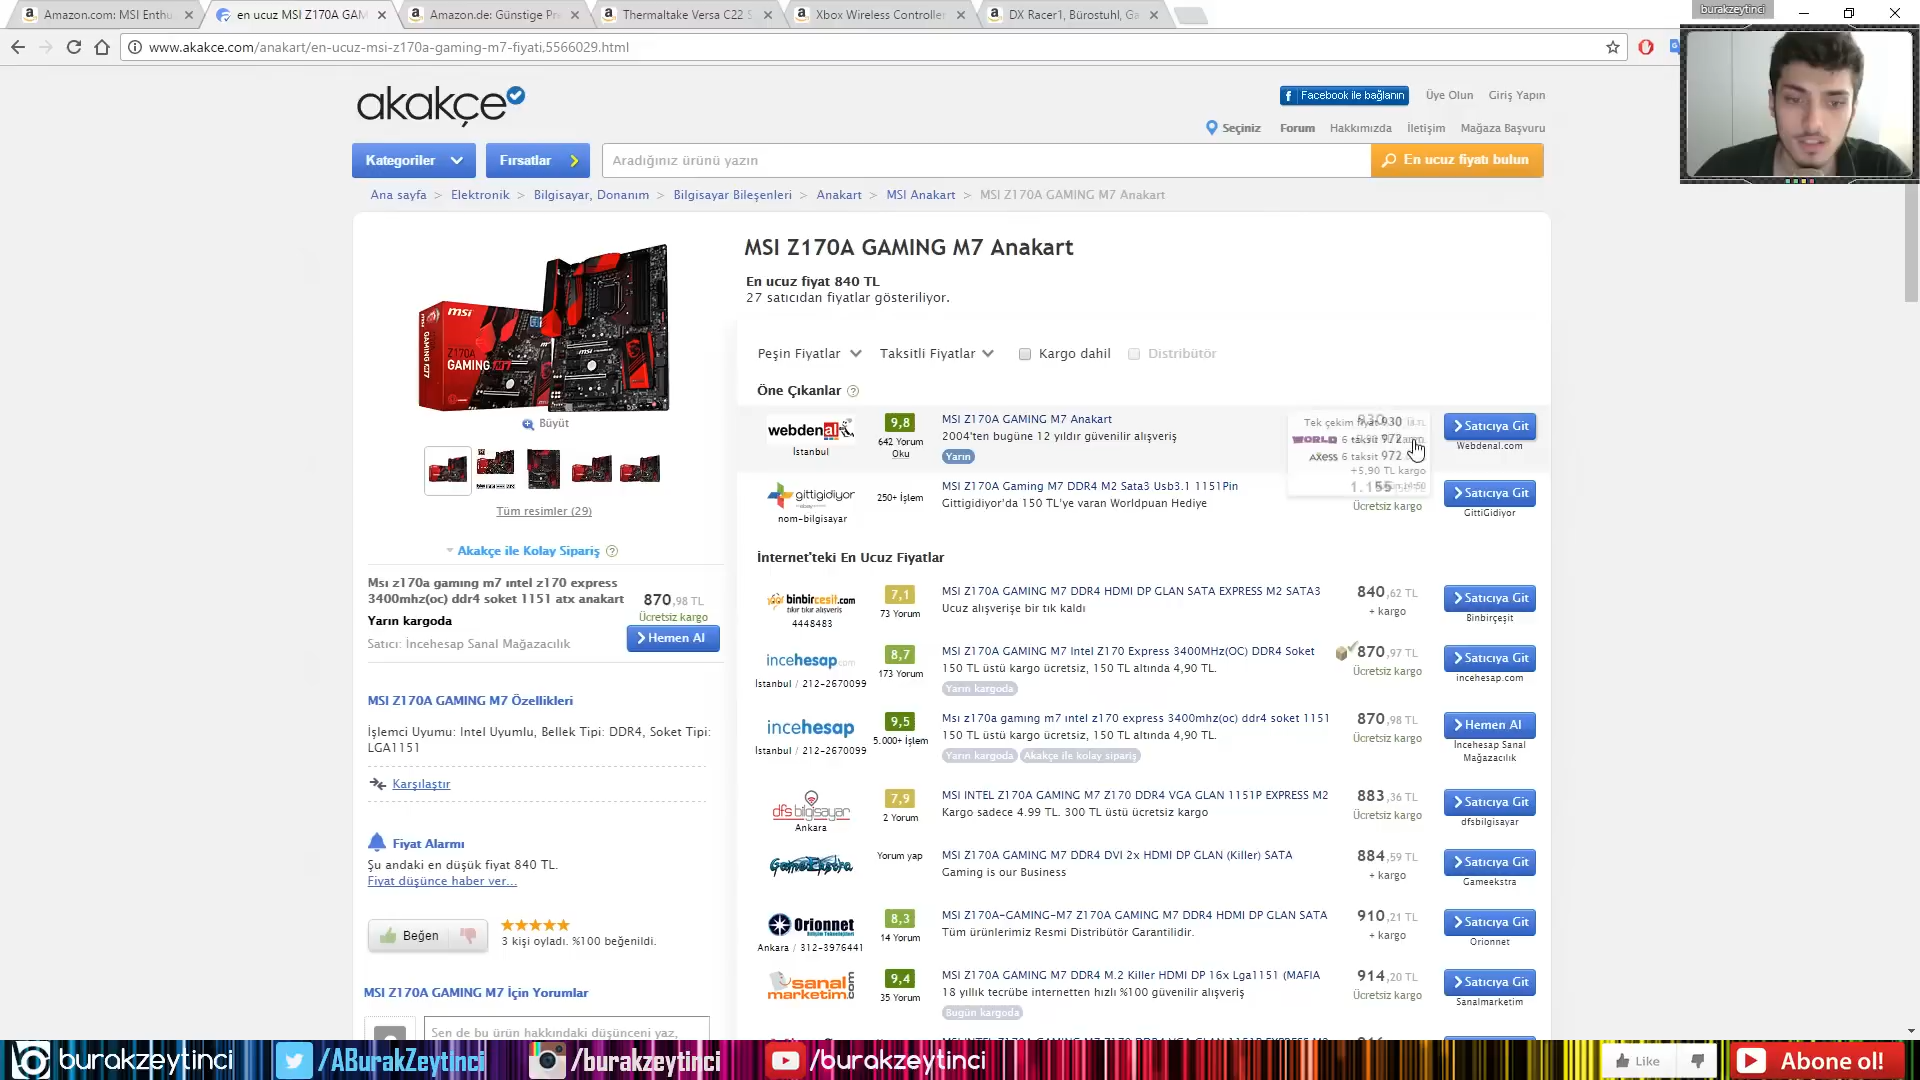 burakzeytinci
Amazon.com: MSI Enthu
en ucuz MSI Z170A GAM
Amazon.de: Günstige Pre
Thermaltake Versa C22 S
Xbox Wireless Controller
DX Racer1, Bürostuhl, Ga
www.akakce.com/anakart/en-ucuz-msi-z170a-gaming-m7-fiyati,5566029.html
akakçe
Facebook ile bağlanın
Üye Olun
Giriş Yapın
Seçiniz
Forum
Hakkımızda
İletişim
Mağaza Başvuru
Kategoriler
Fırsatlar
Aradığınız ürünü yazın
En ucuz fiyatı bulun
Ana sayfa > Elektronik > Bilgisayar, Donanım > Bilgisayar Bileşenleri > Anakart > MSI Anakart > MSI Z170A GAMING M7 Anakart
MSI Z170A GAMING M7 Anakart
En ucuz fiyat 840 TL
27 satıcıdan fiyatlar gösteriliyor.
Peşin Fiyatlar
Taksitli Fiyatlar
Kargo dahil
Distribütör
Öne Çıkanlar
webdenal
İstanbul
9,8
642 Yorum
Oku
MSI Z170A GAMING M7 Anakart
2004'ten bugüne 12 yıldır güvenilir alışveriş
Yarın
Tek çekim fiyat 930
WORLD 6 taksit 972
AXESS 6 taksit 972
+5,90 TL kargo
Satıcıya Git
Webdenal.com
gittigidiyor
nom-bilgisayar
250+ İşlem
MSI Z170A Gaming M7 DDR4 M2 Sata3 Usb3.1 1151Pin
Gittigidiyor'da 150 TL'ye varan Worldpuan Hediye
1.155
Ücretsiz kargo
Satıcıya Git
GittiGidiyor
İnternet'teki En Ucuz Fiyatlar
binbircesit.com
tıkır tıkır alışveriş
4448483
7,1
73 Yorum
MSI Z170A GAMING M7 DDR4 HDMI DP GLAN SATA EXPRESS M2 SATA3
Ucuz alışverişe bir tık kaldı
840,62 TL
+ kargo
Satıcıya Git
Binbirçeşit
incehesap.com
İstanbul / 212-2670099
8,7
173 Yorum
MSI Z170A GAMING M7 Intel Z170 Express 3400MHz(OC) DDR4 Soket
150 TL üstü kargo ücretsiz, 150 TL altında 4,90 TL.
Yarın kargoda
870,97 TL
Ücretsiz kargo
Satıcıya Git
incehesap.com
incehesap
İstanbul / 212-2670099
9,5
5.000+ İşlem
Msı z170a gamıng m7 ıntel z170 express 3400mhz(oc) ddr4 soket 1151
150 TL üstü kargo ücretsiz, 150 TL altında 4,90 TL.
Yarın kargoda
Akakçe ile kolay sipariş
870,98 TL
Ücretsiz kargo
Hemen Al
İncehesap Sanal
Mağazacılık
dfs bilgisayar
Ankara
7,9
2 Yorum
MSI INTEL Z170A GAMING M7 Z170 DDR4 VGA GLAN 1151P EXPRESS M2
Kargo sadece 4.99 TL. 300 TL üstü ücretsiz kargo
883,36 TL
Ücretsiz kargo
Satıcıya Git
dfsbilgisayar
GameEkstra
Yorum yap
MSI Z170A GAMING M7 DDR4 DVI 2x HDMI DP GLAN (Killer) SATA
Gaming is our Business
884,59 TL
+ kargo
Satıcıya Git
Gameekstra
Orionnet
Bilişim Teknolojileri
Ankara / 312-3976441
8,3
14 Yorum
MSI Z170A-GAMING-M7 Z170A GAMING M7 DDR4 HDMI DP GLAN SATA
Tüm ürünlerimiz Resmi Distribütör Garantilidir.
910,21 TL
+ kargo
Satıcıya Git
Orionnet
sanal
marketim.com
9,4
35 Yorum
MSI Z170A GAMING M7 DDR4 M.2 Killer HDMI DP 16x Lga1151 (MAFIA
18 yıllık tecrübe internetten hızlı %100 güvenilir alışveriş
Bugün kargoda
914,20 TL
Ücretsiz kargo
Satıcıya Git
Sanalmarketim
msi
Z170A
GAMING M7
Büyüt
Tüm resimler (29)
Akakçe ile Kolay Sipariş
Msı z170a gamıng m7 ıntel z170 express
3400mhz(oc) ddr4 soket 1151 atx anakart
Yarın kargoda
Satıcı: İncehesap Sanal Mağazacılık
870,98 TL
Ücretsiz kargo
Hemen Al
MSI Z170A GAMING M7 Özellikleri
İşlemci Uyumu: Intel Uyumlu, Bellek Tipi: DDR4, Soket Tipi:
LGA1151
Karşılaştır
Fiyat Alarmı
Şu andaki en düşük fiyat 840 TL.
Fiyat düşünce haber ver...
Beğen
3 kişi oyladı. %100 beğenildi.
MSI Z170A GAMING M7 İçin Yorumlar
Sen de bu ürün hakkındaki düşünceni yaz,
burakzeytinci
/ABurakZeytinci
/burakzeytinci
/burakzeytinci
Like
Abone ol!